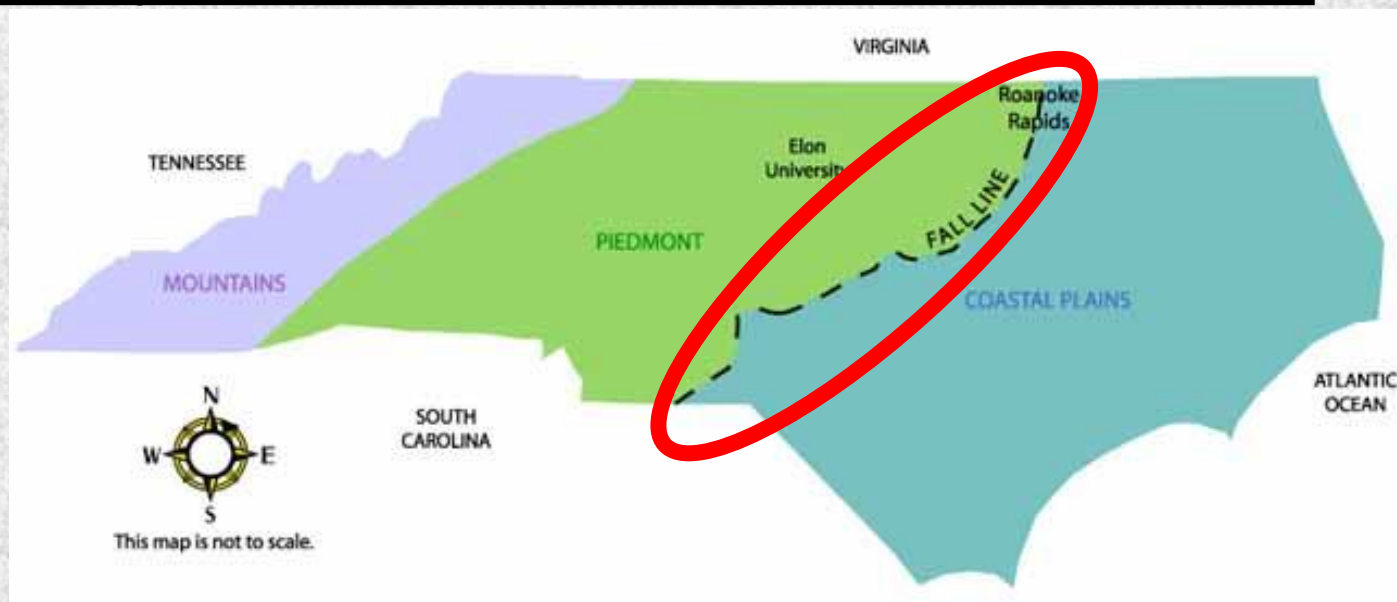 VIRGINIA
Roanoke
Rapids
Elon
University
TENNESSEE
FALL LINE
PIEDMONT
MOUNTAINS
COASTAL PLAINS
ATLANTIC
OCEAN
N
W
E
S
SOUTH
CAROLINA
This map is not to scale.